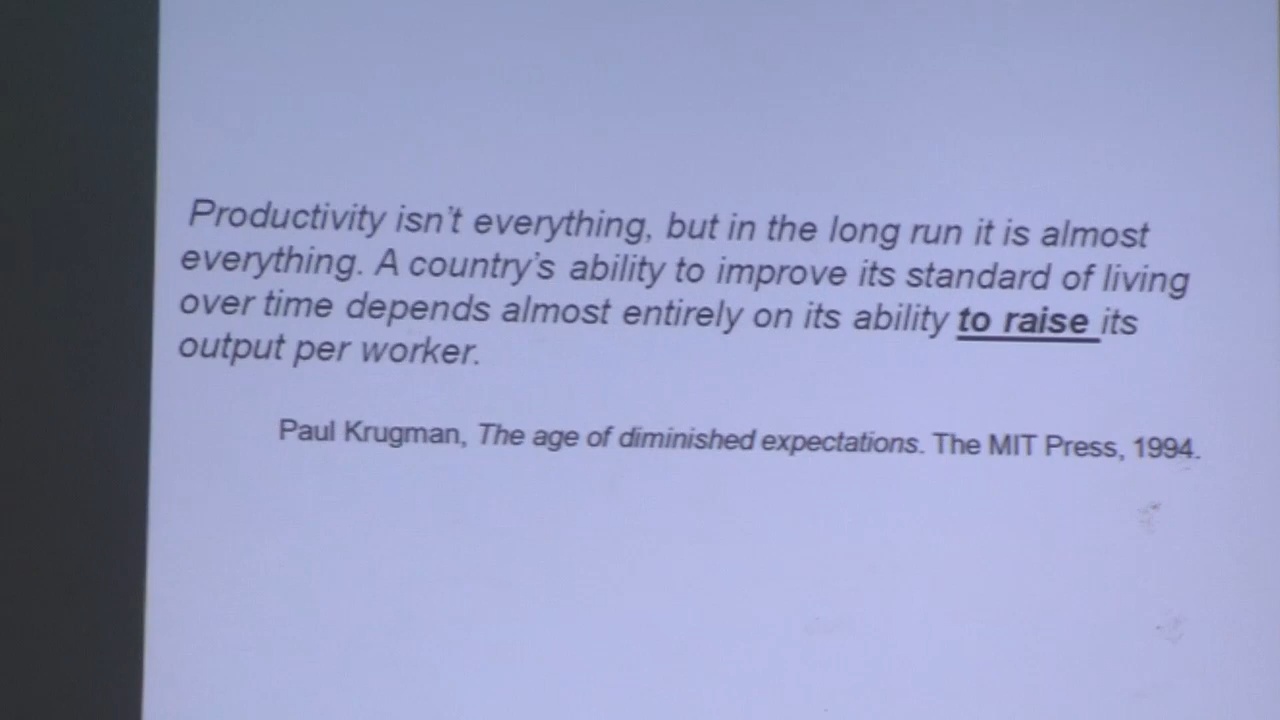 Productivity isn't everything, but in the long run it is almost
everything. A country's ability to improve its standard of living
over time depends almost entirely on its ability to raise its
output per worker.
Paul Krugman, The age of diminished expectations. The MIT Press, 1994.